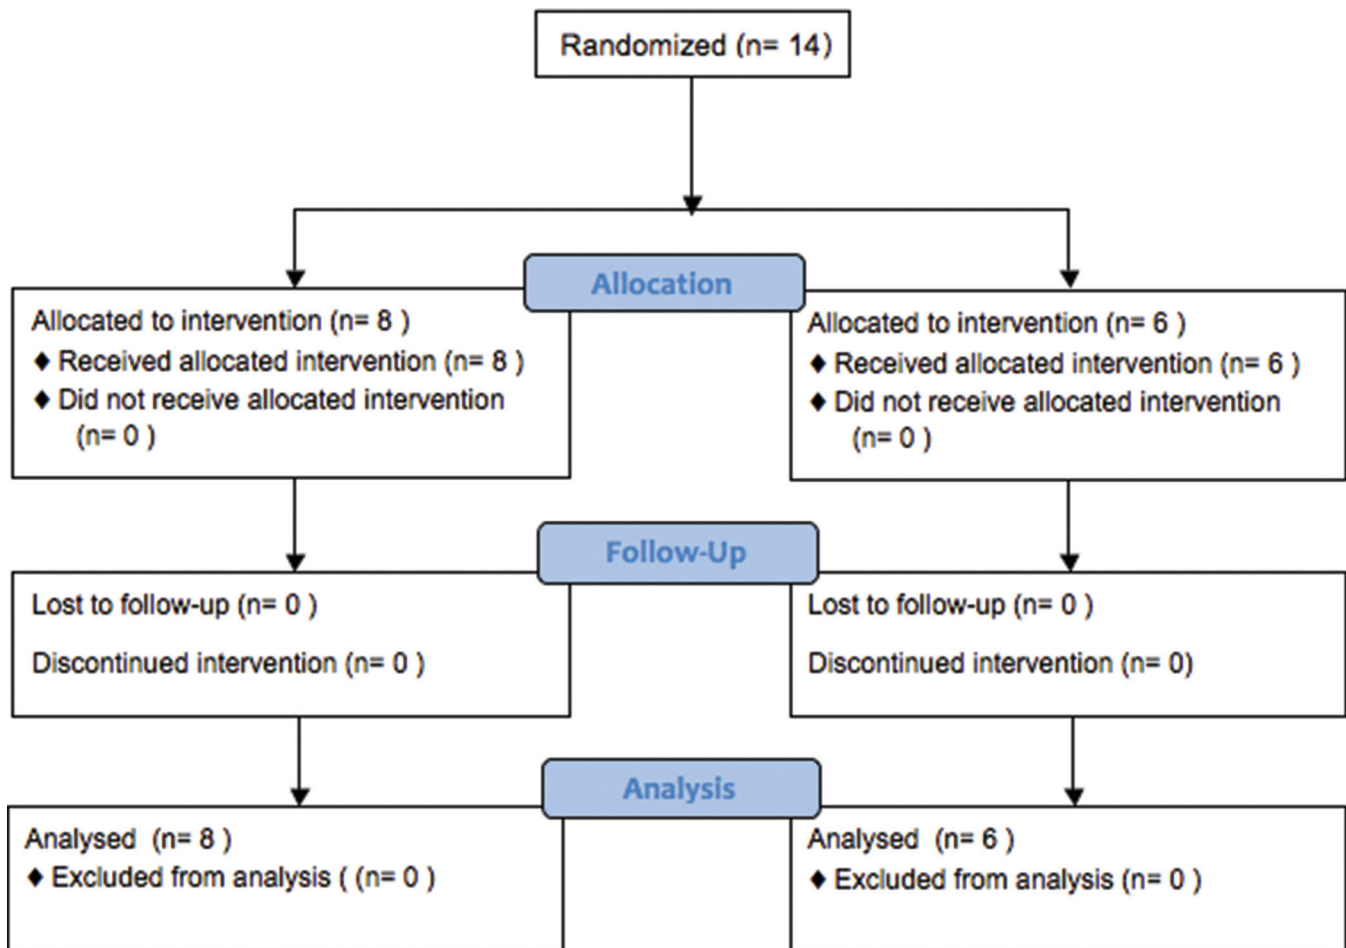 Randomized (n= 14)
Allocation
Allocated to intervention (n= 8 )
♦ Received allocated intervention (n= 8 )
♦ Did not receive allocated intervention
(n= 0 )
Allocated to intervention (n= 6 )
♦ Received allocated intervention (n= 6 )
♦ Did not receive allocated intervention
(n= 0 )
Follow-Up
Lost to follow-up (n= 0 )
Discontinued intervention (n= 0 )
Lost to follow-up (n= 0 )
Discontinued intervention (n= 0)
Analysis
Analysed (n= 8 )
♦ Excluded from analysis ( (n= 0 )
Analysed (n= 6 )
♦ Excluded from analysis (n= 0 )